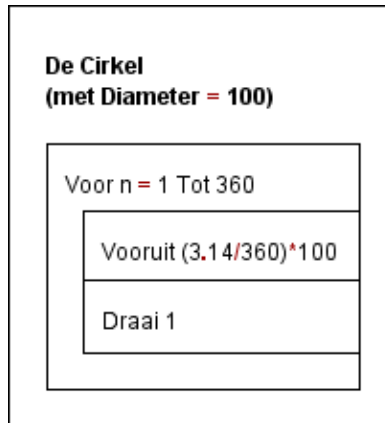 De Cirkel
(met Diameter = 100)
Voor n = 1 Tot 360
Vooruit (3.14/360)*100
Draai 1